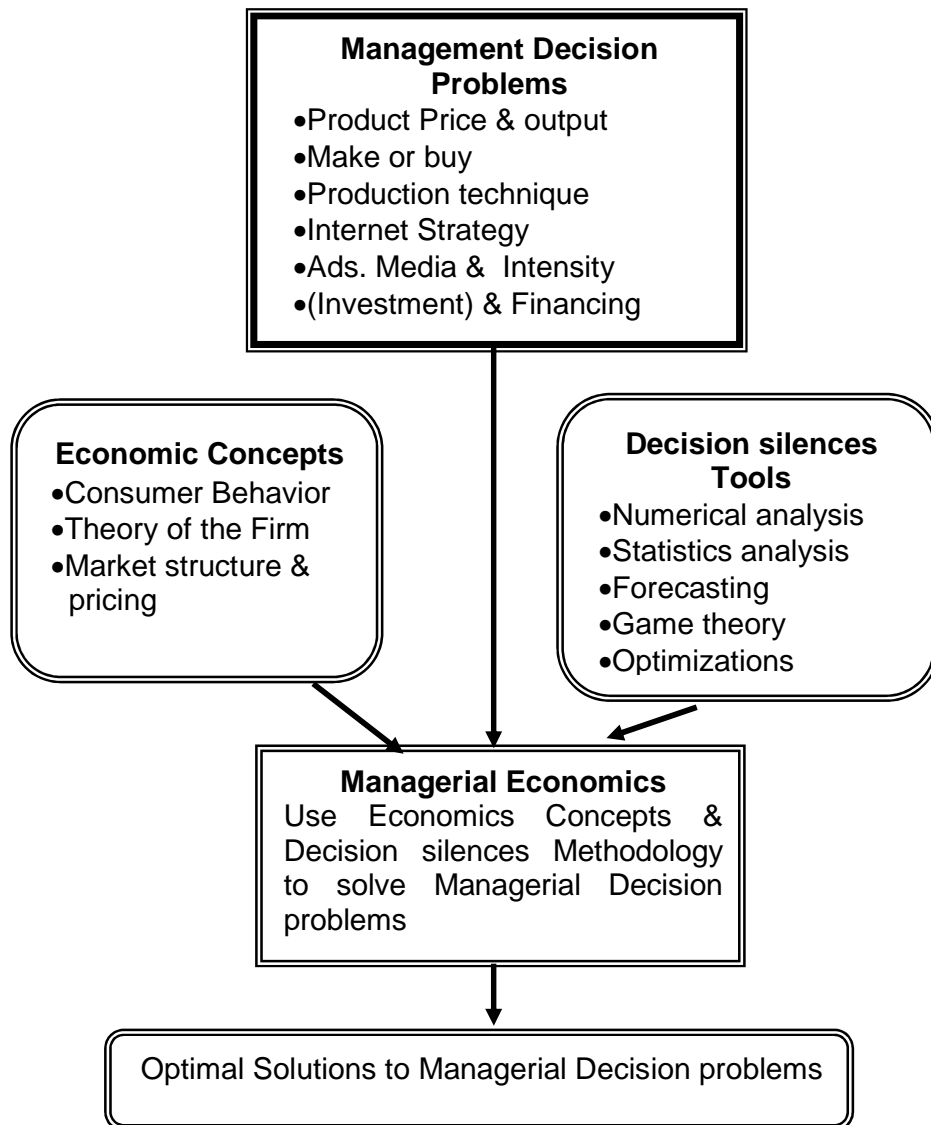 Management Decision
Problems
•Product Price & output
•Make or buy
•Production technique
•Internet Strategy
•Ads. Media & Intensity
•(Investment) & Financing
Economic Concepts
•Consumer Behavior
•Theory of the Firm
•Market structure &
pricing
Decision silences
Tools
•Numerical analysis
•Statistics analysis
•Forecasting
•Game theory
•Optimizations
Managerial Economics
Use Economics Concepts &
Decision silences Methodology
to solve Managerial Decision
problems
Optimal Solutions to Managerial Decision problems